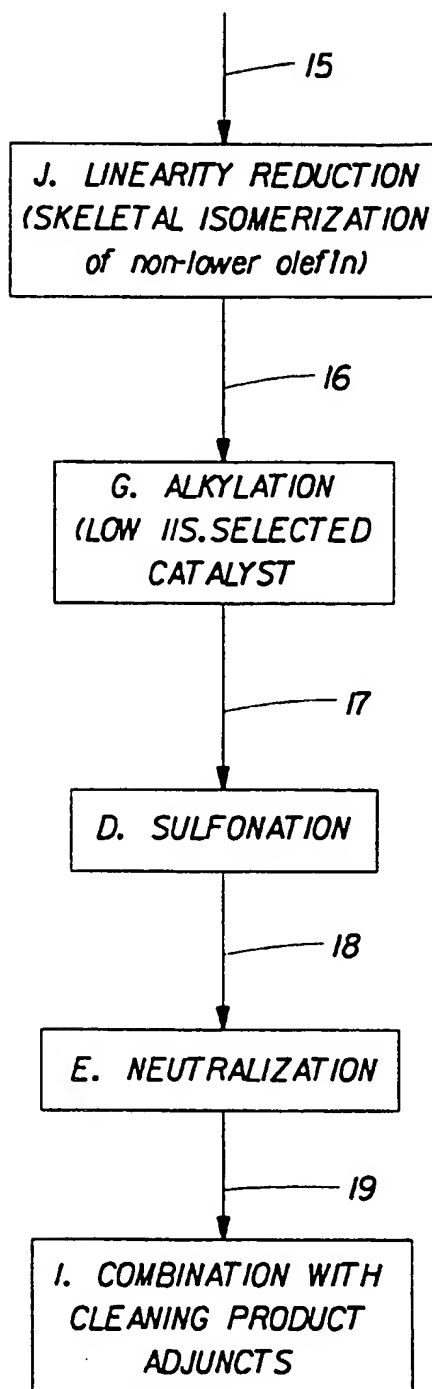 15
J. LINEARITY REDUCTION
(SKELETAL ISOMERIZATION
of non-lower olefin)
16
G. ALKYLATION
(LOW IIS.SELECTED
CATALYST
17
D. SULFONATION
18
E. NEUTRALIZATION
19
I. COMBINATION WITH
CLEANING PRODUCT
ADJUNCTS